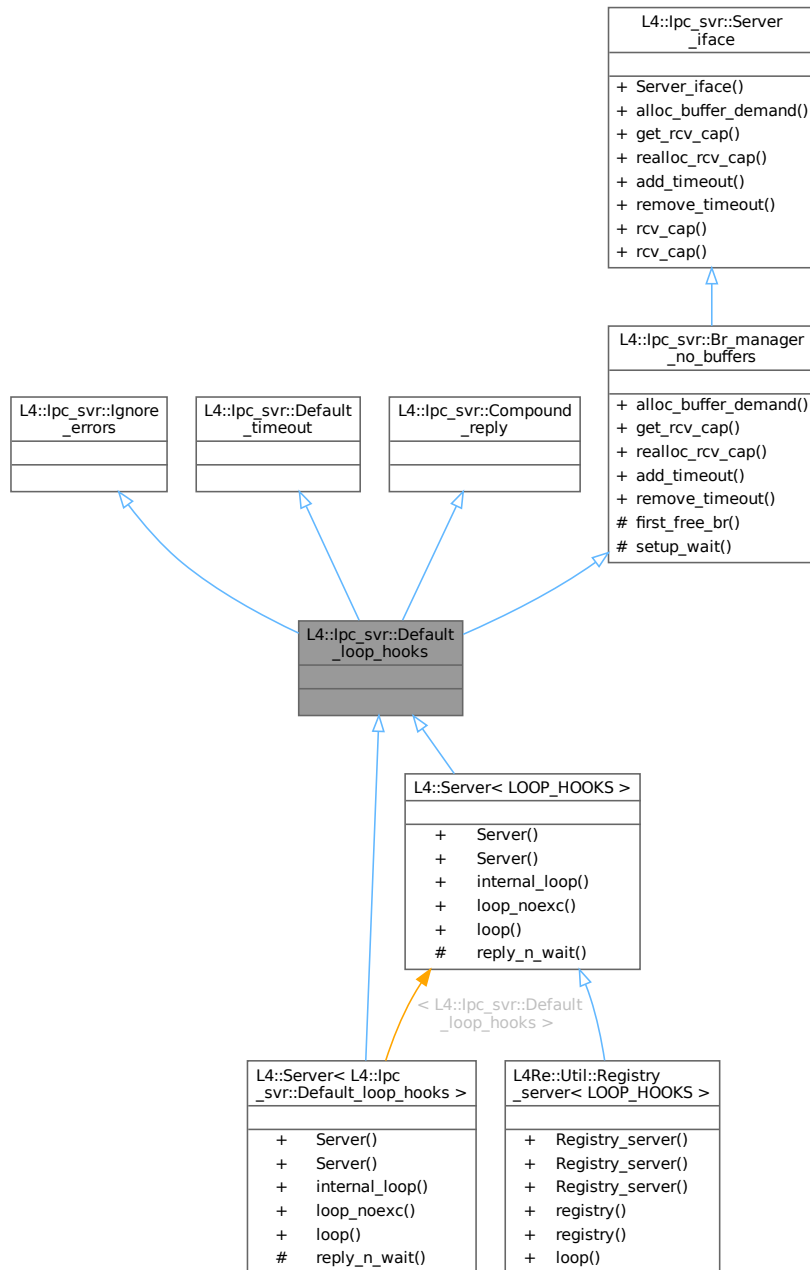 L4::Ipc_svr::Server
_iface
+ Server_iface()
+ alloc_buffer_demand()
+ get_rcv_cap()
+ realloc_rcv_cap()
+ add_timeout()
+ remove_timeout()
+ rcv_cap()
+ rcv_cap()
L4::Ipc_svr::Br_manager
_no_buffers
+ alloc_buffer_demand()
+ get_rcv_cap()
+ realloc_rcv_cap()
+ add_timeout()
+ remove_timeout()
# first_free_br()
# setup_wait()
L4::Ipc_svr::Ignore
_errors
L4::Ipc_svr::Default
_timeout
L4::Ipc_svr::Compound
_reply
L4::Ipc_svr::Default
_loop_hooks
L4::Server< LOOP_HOOKS >
+ Server()
+ Server()
+ internal_loop()
+ loop_noexc()
+ loop()
# reply_n_wait()
< L4::Ipc_svr::Default
_loop_hooks >
L4::Server< L4::Ipc
_svr::Default_loop_hooks >
+ Server()
+ Server()
+ internal_loop()
+ loop_noexc()
+ loop()
# reply_n_wait()
L4Re::Util::Registry
_server< LOOP_HOOKS >
+ Registry_server()
+ Registry_server()
+ Registry_server()
+ registry()
+ registry()
+ loop()